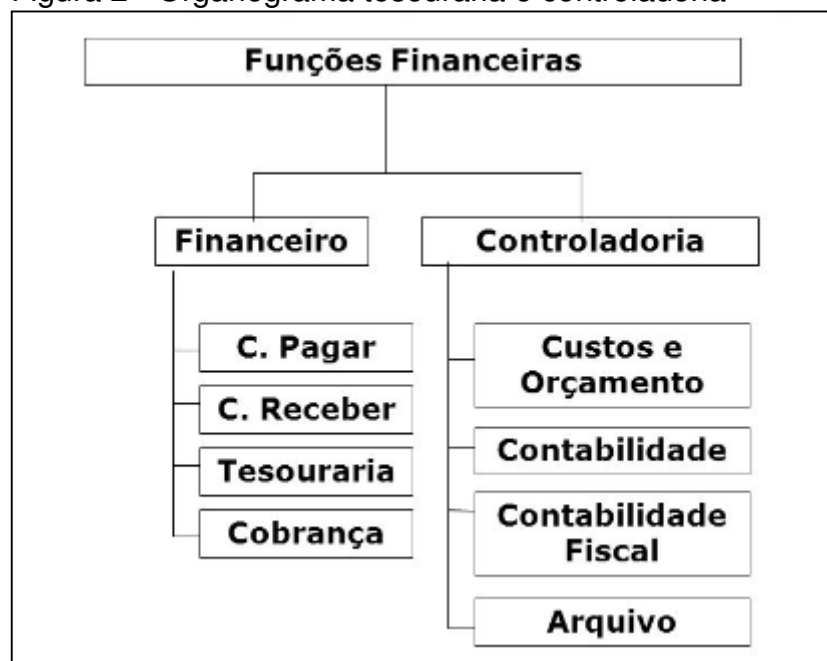 Funções Financeiras
Financeiro
C. Pagar
C. Receber
Tesouraria
Cobrança
Controladoria
Custos e
Orçamento
Contabilidade
Contabilidade
Fiscal
Arquivo